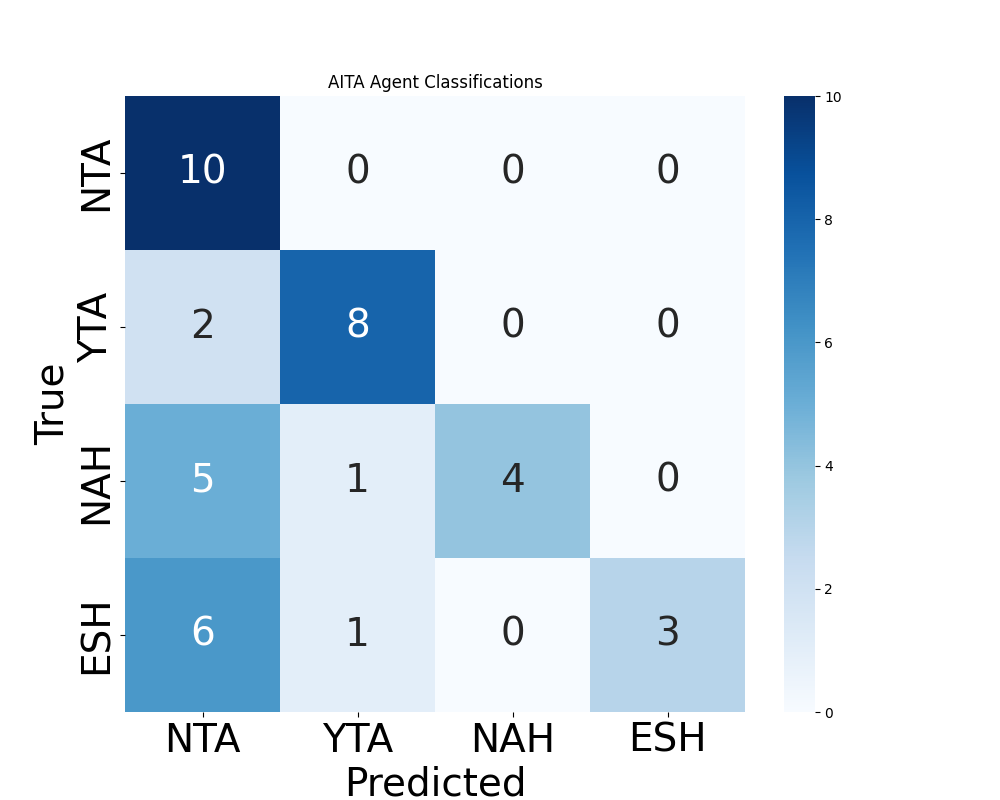 AITA Agent Classifications
NTA 10 0 0 0
YTA 2 8 0 0
NAH 5 1 4 0
ESH 6 1 0 3
NTA YTA NAH ESH
Predicted
True
10
8
6
4
2
0